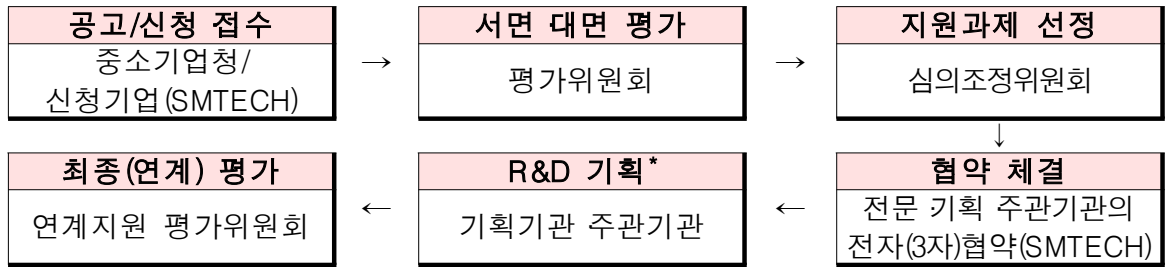 공고/신청 접수
중소기업청/
신청기업(SMTECH)
→
서면 대면 평가
평가위원회
→
지원과제 선정
심의조정위원회
↓
협약 체결
전문 기획 주관기관의
전자(3자)협약(SMTECH)
←
R&D 기획*
기획기관 주관기관
←
최종(연계) 평가
연계지원 평가위원회